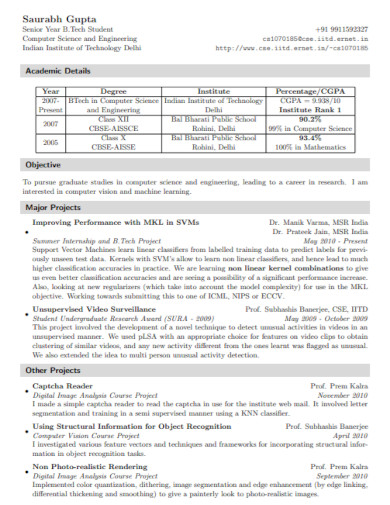 Saurabh Gupta
Senior Year B.Tech Student +91 9911592327
Computer Science and Engineering cs1070185@cse.iitd.ernet.in
Indian Institute of Technology Delhi http://www.cse.iitd.ernet.in/~cs1070185
Academic Details
Year Degree Institute Percentage/CGPA
2007- BTech in Computer Science Indian Institute of Technology CGPA = 9.938/10
Present and Engineering Delhi Institute Rank 1
2007 Class XII Bal Bharati Public School 90.2%
CBSE-AISSCE Rohini, Delhi 99% in Computer Science
2005 Class X Bal Bharati Public School 93.4%
CBSE-AISSE Rohini, Delhi 100% in Mathematics
Objective
To pursue graduate studies in computer science and engineering, leading to a career in research. I am
interested in computer vision and machine learning.
Major Projects
Improving Performance with MKL in SVMs Dr. Manik Varma, MSR India
• Dr. Prateek Jain, MSR India
Summer Internship and B.Tech Project May 2010 - Present
Support Vector Machines learn linear classifiers from labelled training data to predict labels for previ-
ously unseen test data. Kernels with SVM's allow to learn non linear classifiers, and hence lead to much
higher classification accuracies in practice. We are learning non linear kernel combinations to give
us even better classification accuracies and are seeing a possibility of a significant performance increase.
Also, looking at new regularizers (which take into account the model complexity) for use in the MKL
objective. Working towards submitting this to one of ICML, NIPS or ECCV.
• Unsupervised Video Surveillance Prof. Subhashis Banerjee, CSE, IITD
Student Undergraduate Research Award (SURA - 2009) May 2009 - October 2009
This project involved the development of a novel technique to detect unusual activities in videos in an
unsupervised manner. We used pLSA with an appropriate choice for features on video clips to obtain
clustering of similar videos, and any new activity different from the ones learnt was flagged as unusual.
We also extended the idea to multi person unusual activity detection.
Other Projects
• Captcha Reader Prof. Prem Kalra
Digital Image Analysis Course Project November 2010
I made a simple captcha reader to read the captcha in use for the institute web mail. It involved letter
segmentation and training in a semi supervised manner using a KNN classifier.
• Using Structural Information for Object Recognition Prof. Subhashis Banerjee
Computer Vision Course Project April 2010
I investigated various feature vectors and techniques and frameworks for incorporating structural infor-
mation in object recognition tasks.
• Non Photo-realistic Rendering Prof. Prem Kalra
Digital Image Analysis Course Project September 2010
Implemented color quantization, dithering, image segmentation and edge enhancement (by edge linking,
differential thickening and smoothing) to give a painterly look to photo-realistic images.